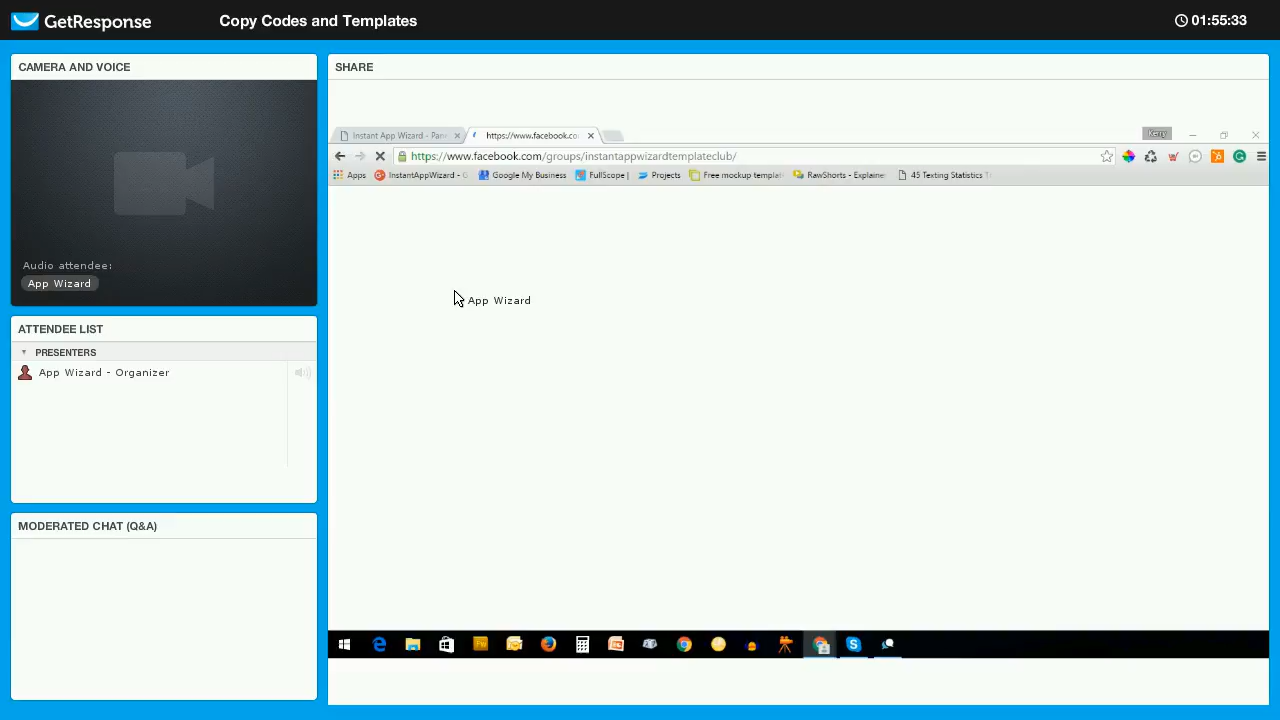 GetResponse
Copy Codes and Templates
01:55:33
CAMERA AND VOICE
Audio attendee:
App Wizard
ATTENDEE LIST
PRESENTERS
App Wizard - Organizer
MODERATED CHAT (Q&A)
SHARE
Instant App Wizard - Pan
https://www.facebook.co
Kerry
https://www.facebook.com/groups/instantappwizardtemplateclub/
Apps
InstantAppWizard - G
Google My Business
FullScope |
Projects
Free mockup templat
RawShorts - Explaine
45 Texting Statistics T
App Wizard